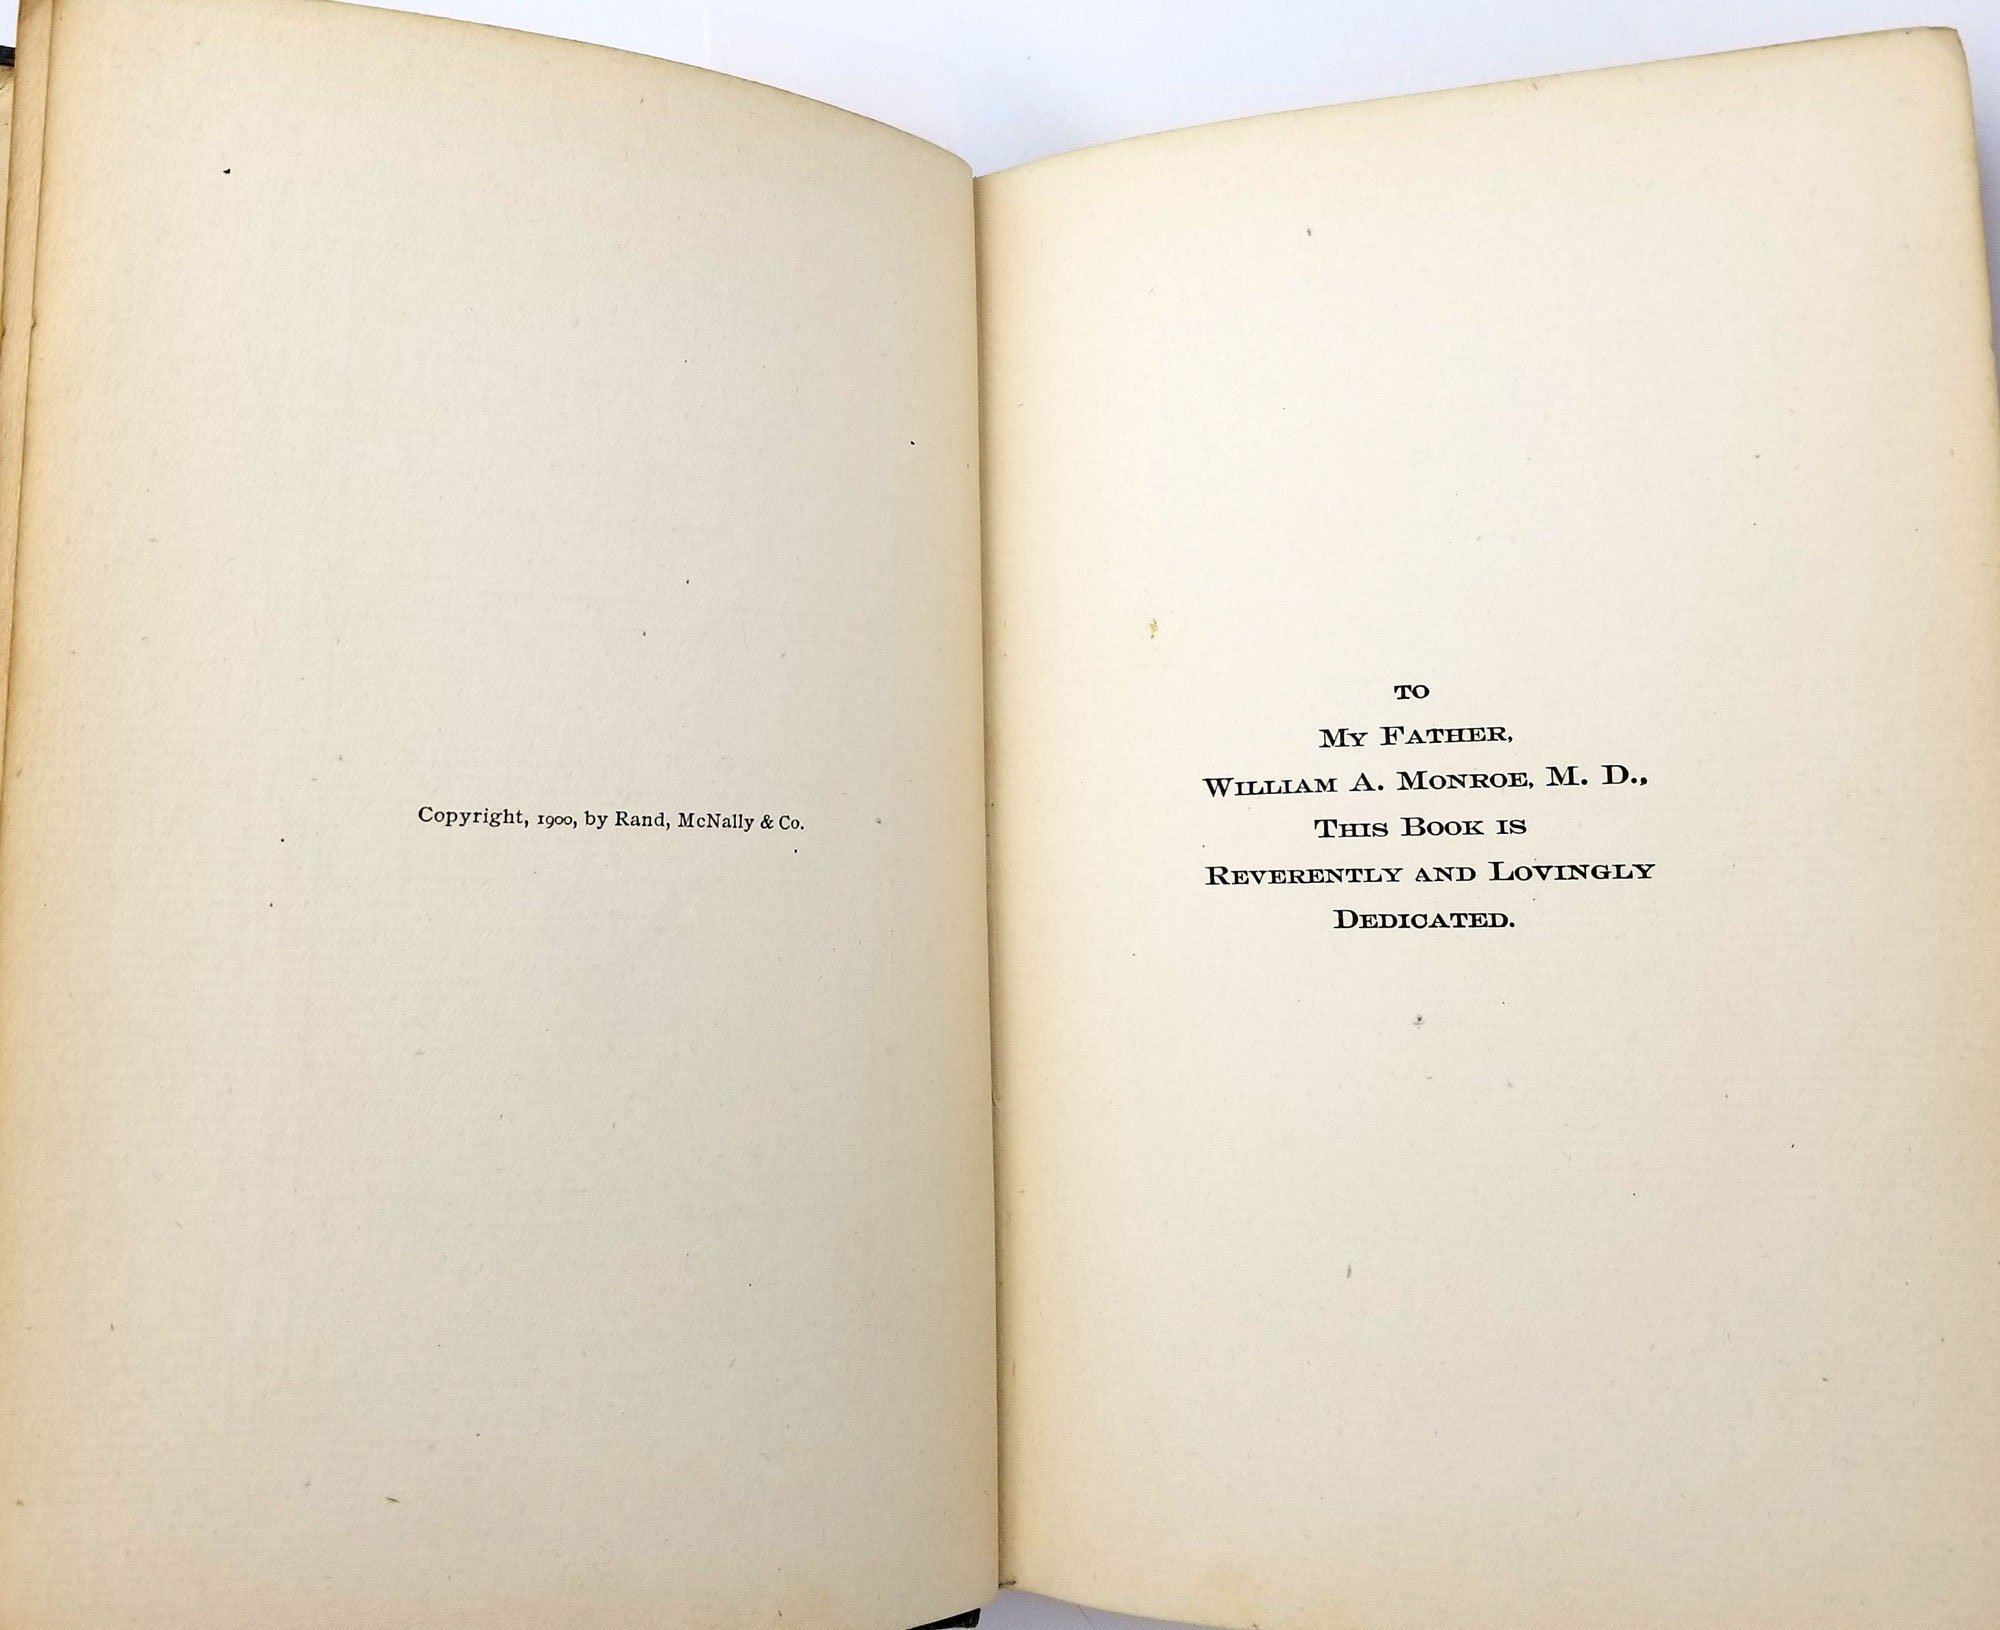 Copyright, 1900, by Rand, McNally & Co.
TO
MY FATHER,
WILLIAM A. MONROE, M. D.,
THIS BOOK IS
REVERENTLY AND LOVINGLY
DEDICATED.